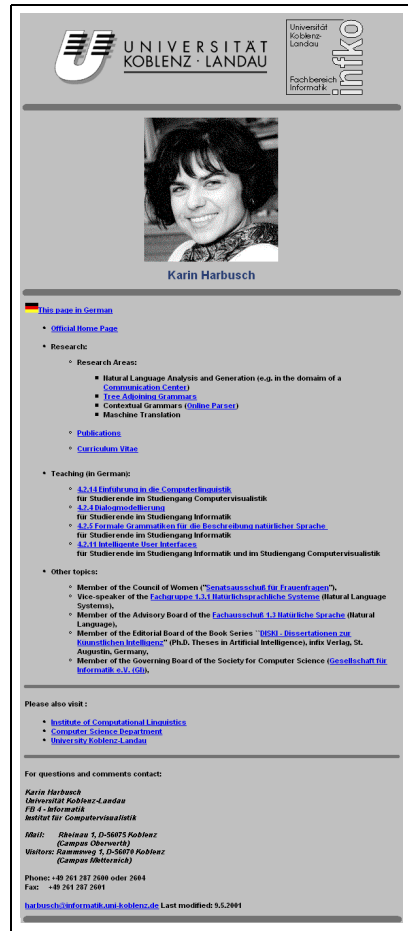 UNIVERSITÄT
KOBLENZ · LANDAU
Universität
Koblenz-
Landau
Fachbereich
Informatik
infko
Karin Harbusch
This page in German
• Official Home Page
• Research:
◦ Research Areas:
▪ Natural Language Analysis and Generation (e.g. in the domaim of a
Communication Center)
▪ Tree Adjoining Grammars
▪ Contextual Grammars (Online Parser)
▪ Maschine Translation
◦ Publications
◦ Curriculum Vitae
• Teaching (in German):
◦ 4.2.14 Einführung in die Computerlinguistik
für Studierende im Studiengang Computervisualistik
◦ 4.2.4 Dialogmodellierung
für Studierende im Studiengang Informatik
◦ 4.2.5 Formale Grammatiken für die Beschreibung natürlicher Sprache
für Studierende im Studiengang Informatik
◦ 4.2.11 Intelligente User Interfaces
für Studierende im Studiengang Informatik und im Studiengang Computervisualistik
• Other topics:
◦ Member of the Council of Women ("Senatsausschuß für Frauenfragen"),
◦ Vice-speaker of the Fachgruppe 1.3.1 Natürlichsprachliche Systeme (Natural Language
Systems),
◦ Member of the Advisory Board of the Fachausschuß 1.3 Natürliche Sprache (Natural
Language),
◦ Member of the Editorial Board of the Book Series ``DISKI - Dissertationen zur
Küunstlichen Intelligenz" (Ph.D. Theses in Artificial Intelligence), infix Verlag, St.
Augustin, Germany,
◦ Member of the Governing Board of the Society for Computer Science (Gesellschaft für
Informatik e.V. (GI)),
Please also visit :
• Institute of Computational Linguistics
• Computer Science Department
• University Koblenz-Landau
For questions and comments contact:
Karin Harbusch
Universität Koblenz-Landau
FB 4 - Informatik
Institut für Computervisualistik
Mail: Rheinau 1, D-56075 Koblenz
(Campus Oberwerth)
Visitors: Rammsweg 1, D-56070 Koblenz
(Campus Metternich)
Phone: +49 261 287 2600 oder 2604
Fax: +49 261 287 2601
harbusch@informatik.uni-koblenz.de Last modified: 9.5.2001